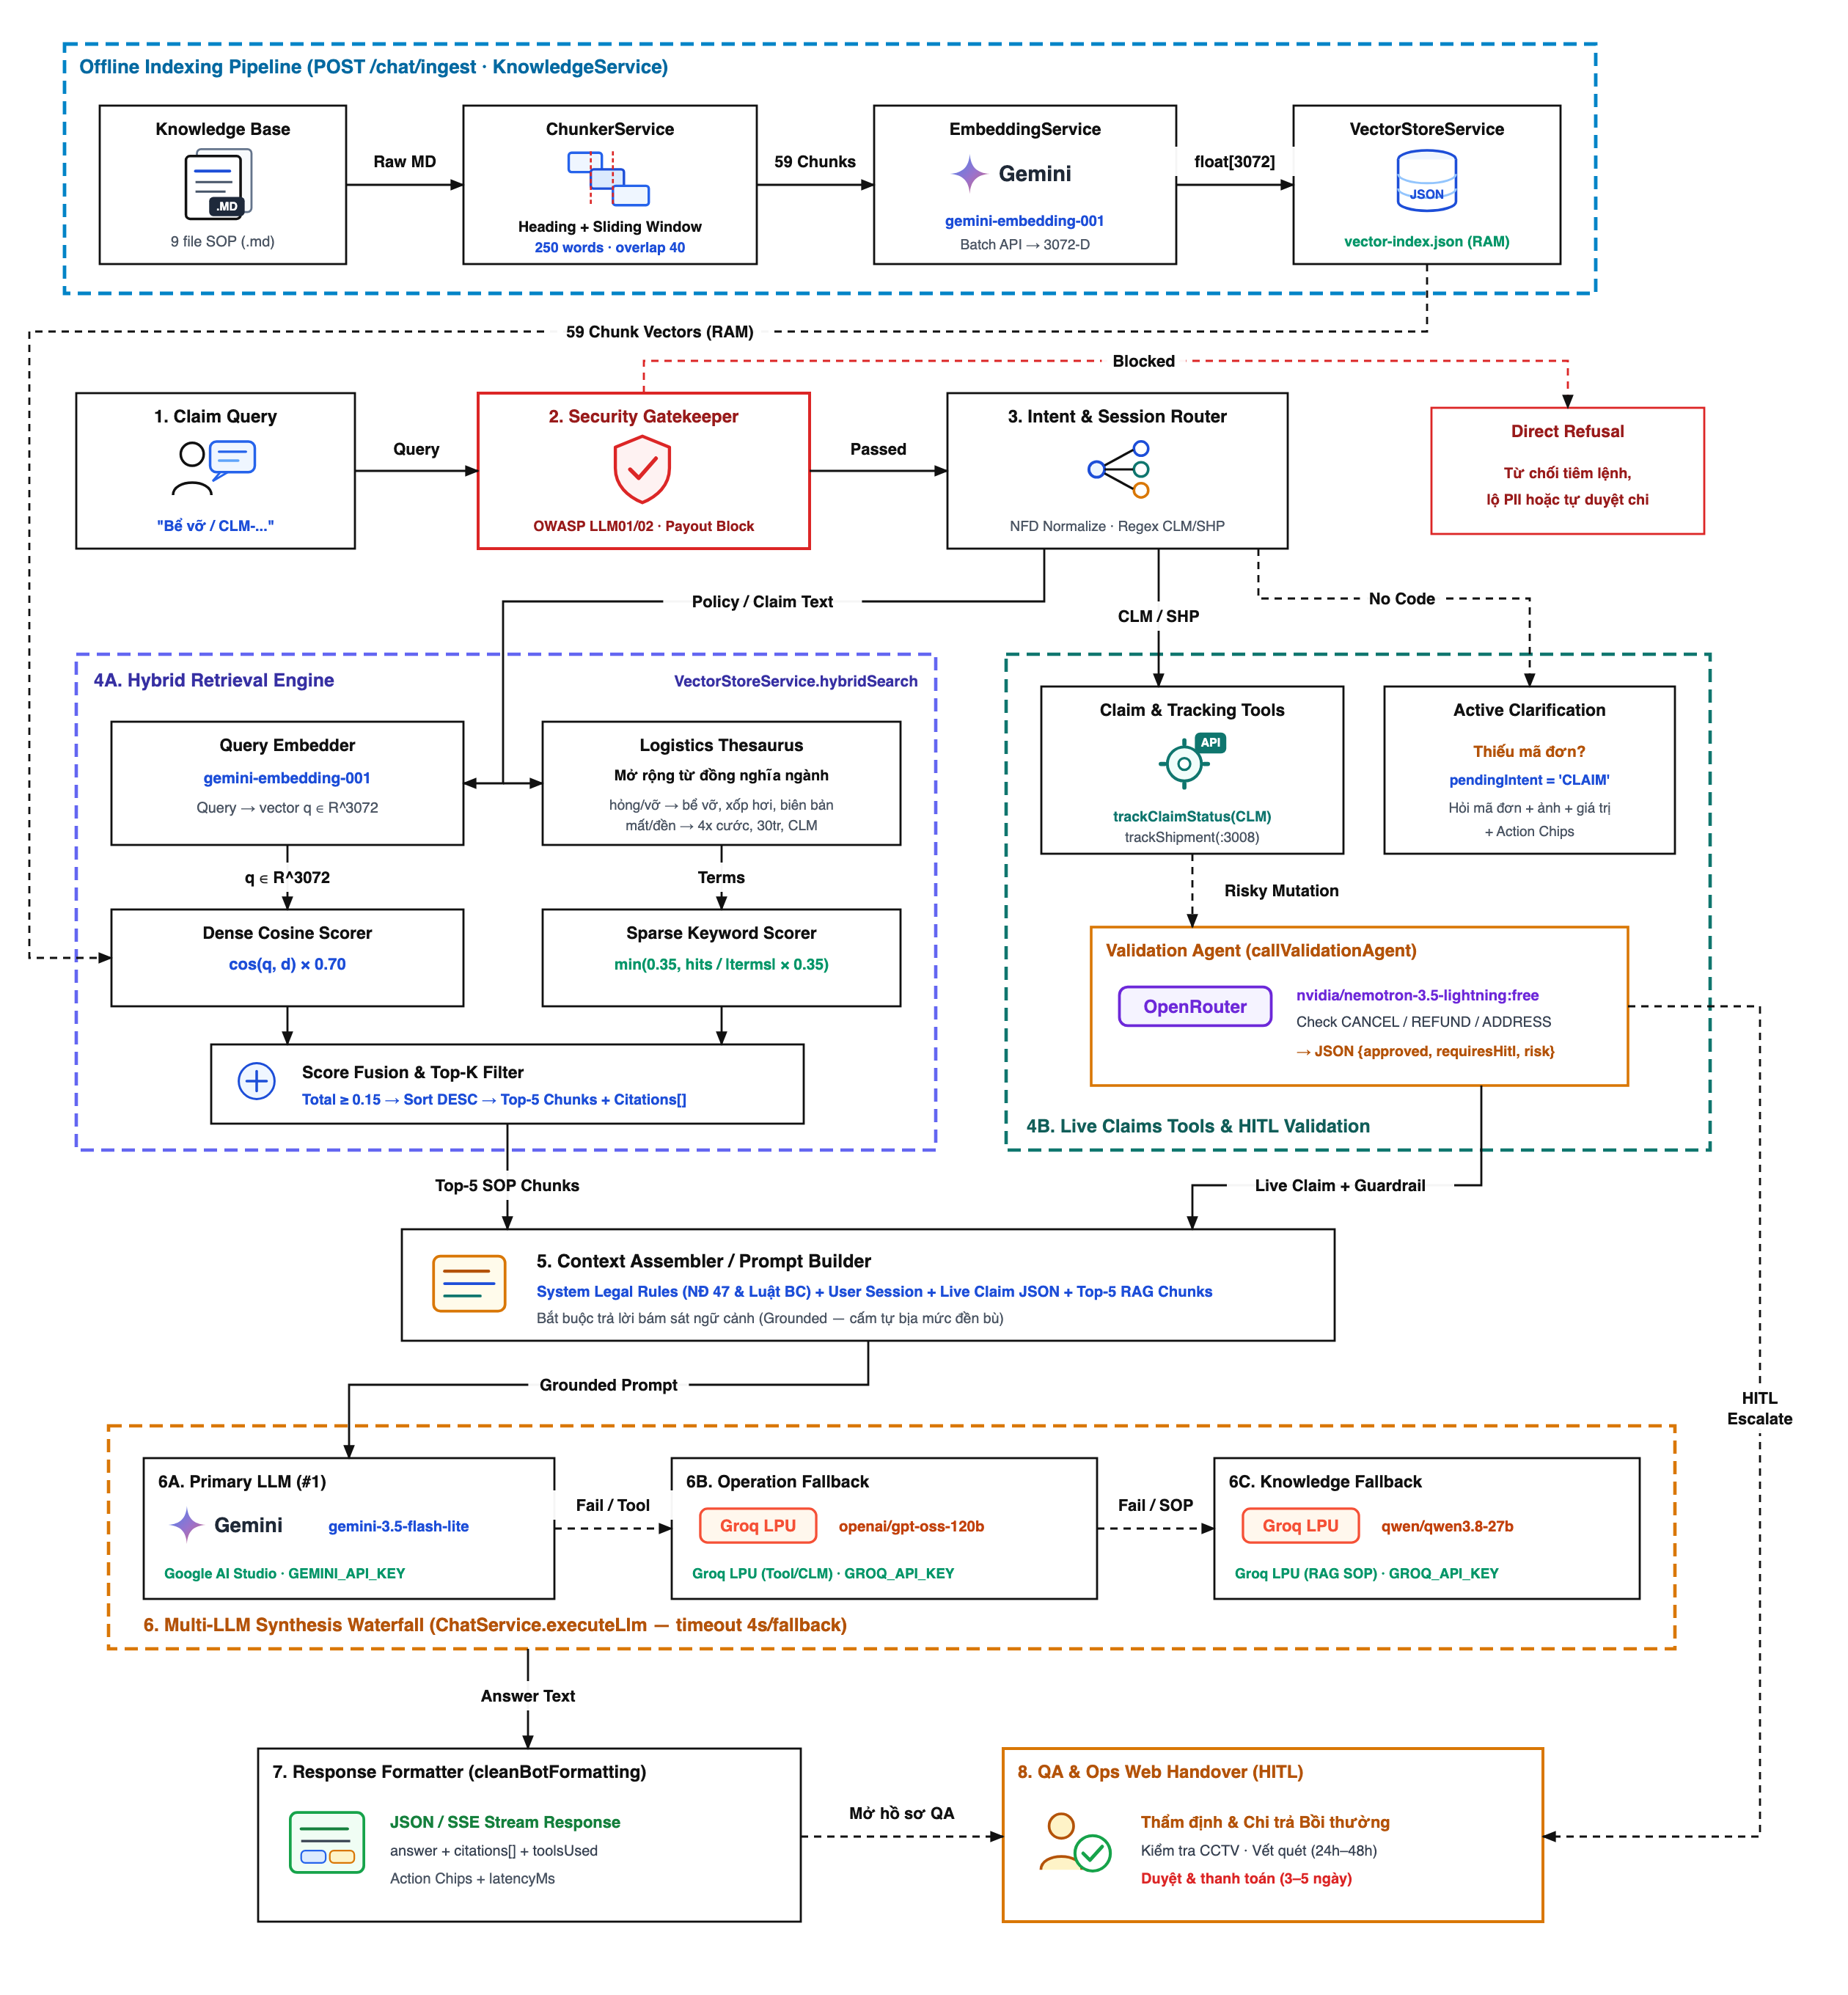 Offline Indexing Pipeline (POST /chat/ingest · KnowledgeService)
Knowledge Base
.MD
9 file SOP (.md)
Raw MD
ChunkerService
Heading + Sliding Window
250 words · overlap 40
59 Chunks
EmbeddingService
Gemini
gemini-embedding-001
Batch API → 3072-D
float[3072]
VectorStoreService
JSON
vector-index.json (RAM)
59 Chunk Vectors (RAM)
Blocked
1. Claim Query
"Bể vỡ / CLM-..."
Query
2. Security Gatekeeper
OWASP LLM01/02 · Payout Block
Passed
3. Intent & Session Router
NFD Normalize · Regex CLM/SHP
Direct Refusal
Từ chối tiêm lệnh,
lộ PII hoặc tự duyệt chi
Policy / Claim Text
CLM / SHP
No Code
4A. Hybrid Retrieval Engine
VectorStoreService.hybridSearch
Query Embedder
gemini-embedding-001
Query → vector q ∈ R^3072
Logistics Thesaurus
Mở rộng từ đồng nghĩa ngành
hỏng/vỡ → bể vỡ, xốp hơi, biên bản
mất/đền → 4x cước, 30tr, CLM
q ∈ R^3072
Terms
Dense Cosine Scorer
cos(q, d) × 0.70
Sparse Keyword Scorer
min(0.35, hits / |terms| × 0.35)
Score Fusion & Top-K Filter
Total ≥ 0.15 → Sort DESC → Top-5 Chunks + Citations[]
Claim & Tracking Tools
API
trackClaimStatus(CLM)
trackShipment(:3008)
Active Clarification
Thiếu mã đơn?
pendingIntent = 'CLAIM'
Hỏi mã đơn + ảnh + giá trị
+ Action Chips
Risky Mutation
Validation Agent (callValidationAgent)
OpenRouter
nvidia/nemotron-3.5-lightning:free
Check CANCEL / REFUND / ADDRESS
→ JSON {approved, requiresHitl, risk}
4B. Live Claims Tools & HITL Validation
Top-5 SOP Chunks
Live Claim + Guardrail
5. Context Assembler / Prompt Builder
System Legal Rules (NĐ 47 & Luật BC) + User Session + Live Claim JSON + Top-5 RAG Chunks
Bắt buộc trả lời bám sát ngữ cảnh (Grounded — cấm tự bịa mức đền bù)
Grounded Prompt
HITL
Escalate
6A. Primary LLM (#1)
Gemini
gemini-3.5-flash-lite
Google AI Studio · GEMINI_API_KEY
Fail / Tool
6B. Operation Fallback
Groq LPU
openai/gpt-oss-120b
Groq LPU (Tool/CLM) · GROQ_API_KEY
Fail / SOP
6C. Knowledge Fallback
Groq LPU
qwen/qwen3.8-27b
Groq LPU (RAG SOP) · GROQ_API_KEY
6. Multi-LLM Synthesis Waterfall (ChatService.executeLlm — timeout 4s/fallback)
Answer Text
7. Response Formatter (cleanBotFormatting)
JSON / SSE Stream Response
answer + citations[] + toolsUsed
Action Chips + latencyMs
Mở hồ sơ QA
8. QA & Ops Web Handover (HITL)
Thẩm định & Chi trả Bồi thường
Kiểm tra CCTV · Vết quét (24h–48h)
Duyệt & thanh toán (3–5 ngày)